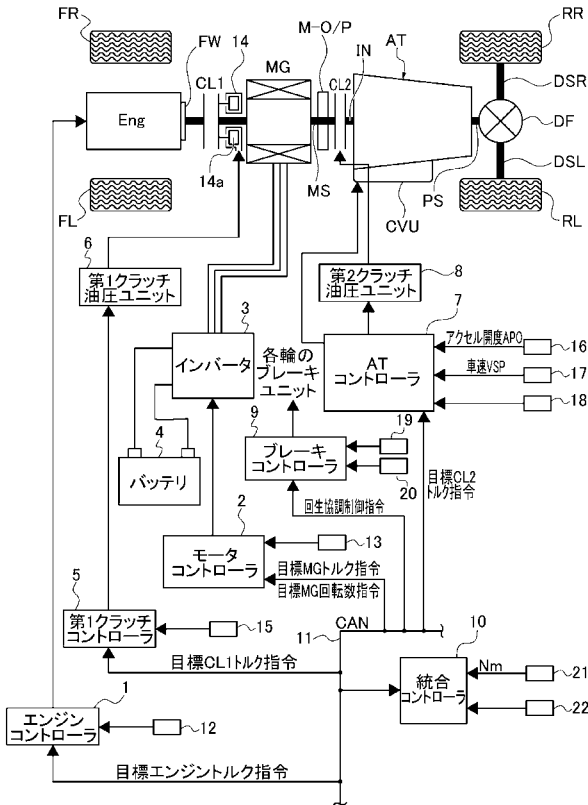 FR
FW
CL1
14
MG
M-O/P
CL2
IN
AT
RR
Eng
DSR
DF
DSL
14a
MS
PS
CVU
FL
RL
6
第1クラッチ
油圧ユニット
第2クラッチ
油圧ユニット
8
3
インバータ
各輪の
ブレーキ
ユニット
7
ATコントローラ
アクセル開度APO
16
車速VSP
17
18
4
バッテリ
9
ブレーキ
コントローラ
19
20
目標CL2
トルク指令
回生協調制御指令
2
モータ
コントローラ
13
目標MGトルク指令
目標MG回転数指令
5
第1クラッチ
コントローラ
15
CAN
11
10
統合
コントローラ
Nm
21
22
目標CL1トルク指令
1
エンジン
コントローラ
12
目標エンジントルク指令